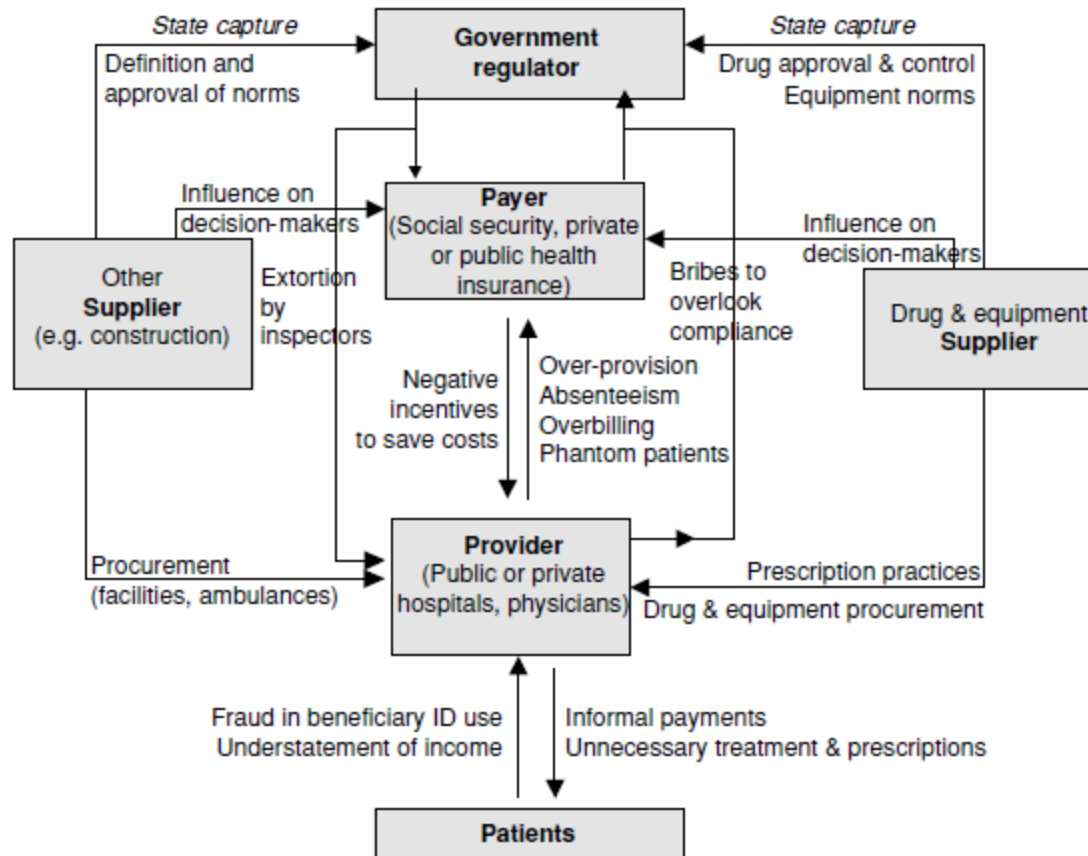 State capture
Definition and
approval of norms
Government
regulator
State capture
Drug approval & control
Equipment norms
Influence on
decision-makers
Payer
(Social security, private
or public health
insurance)
Influence on
decision-makers
Other
Supplier
(e.g. construction)
Extortion
by
inspectors
Bribes to
overlook
compliance
Drug & equipment
Supplier
Negative
incentives
to save costs
Over-provision
Absenteeism
Overbilling
Phantom patients
Procurement
(facilities, ambulances)
Provider
(Public or private
hospitals, physicians)
Prescription practices
Drug & equipment procurement
Fraud in beneficiary ID use
Understatement of income
Informal payments
Unnecessary treatment & prescriptions
Patients